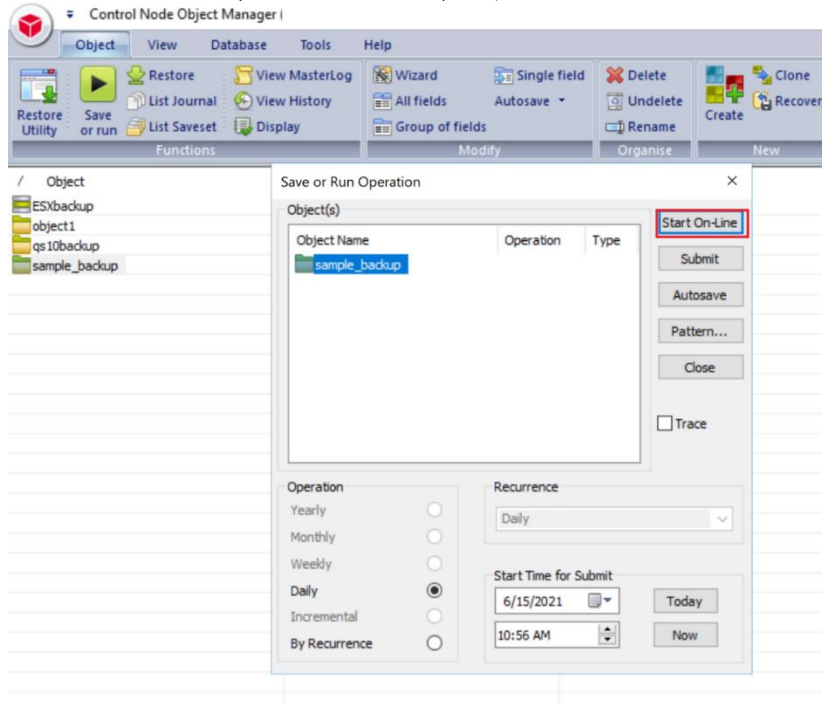 Control Node Object Manager (
Object View Database Tools Help
Restore Utility
Save or run
Restore
List Journal
List Saveset
View MasterLog
View History
Display
Functions
Wizard
All fields
Group of fields
Single field
Autosave
Modify
Delete
Undelete
Rename
Organise
Create
Clone
Recover
New
/ Object
ESXbackup
object1
qs10backup
sample_backup
Save or Run Operation
Object(s)
Object Name Operation Type
sample_backup
Start On-Line
Submit
Autosave
Pattern...
Close
Trace
Operation
Yearly
Monthly
Weekly
Daily
Incremental
By Recurrence
Recurrence
Daily
Start Time for Submit
6/15/2021 Today
10:56 AM Now